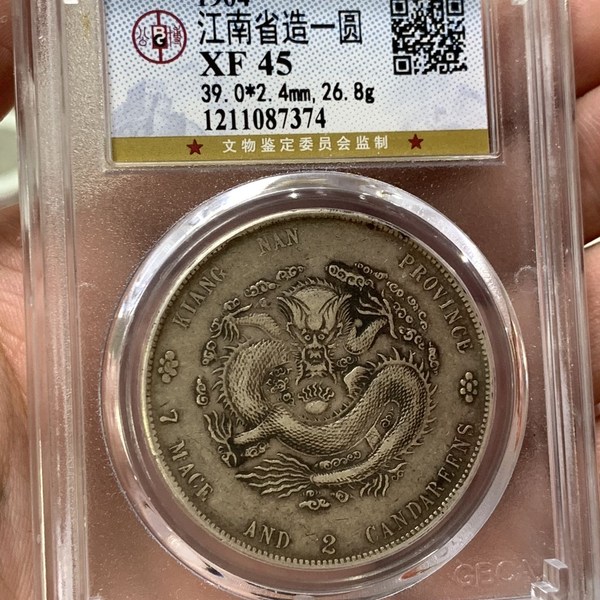 1904
江南省造一圆
XF 45
39.0*2.4mm,26.8g
1211087374
★ 文物鉴定委员会监制 ★
KIANG NAN PROVINCE
7 MACE AND 2 CANDAREENS